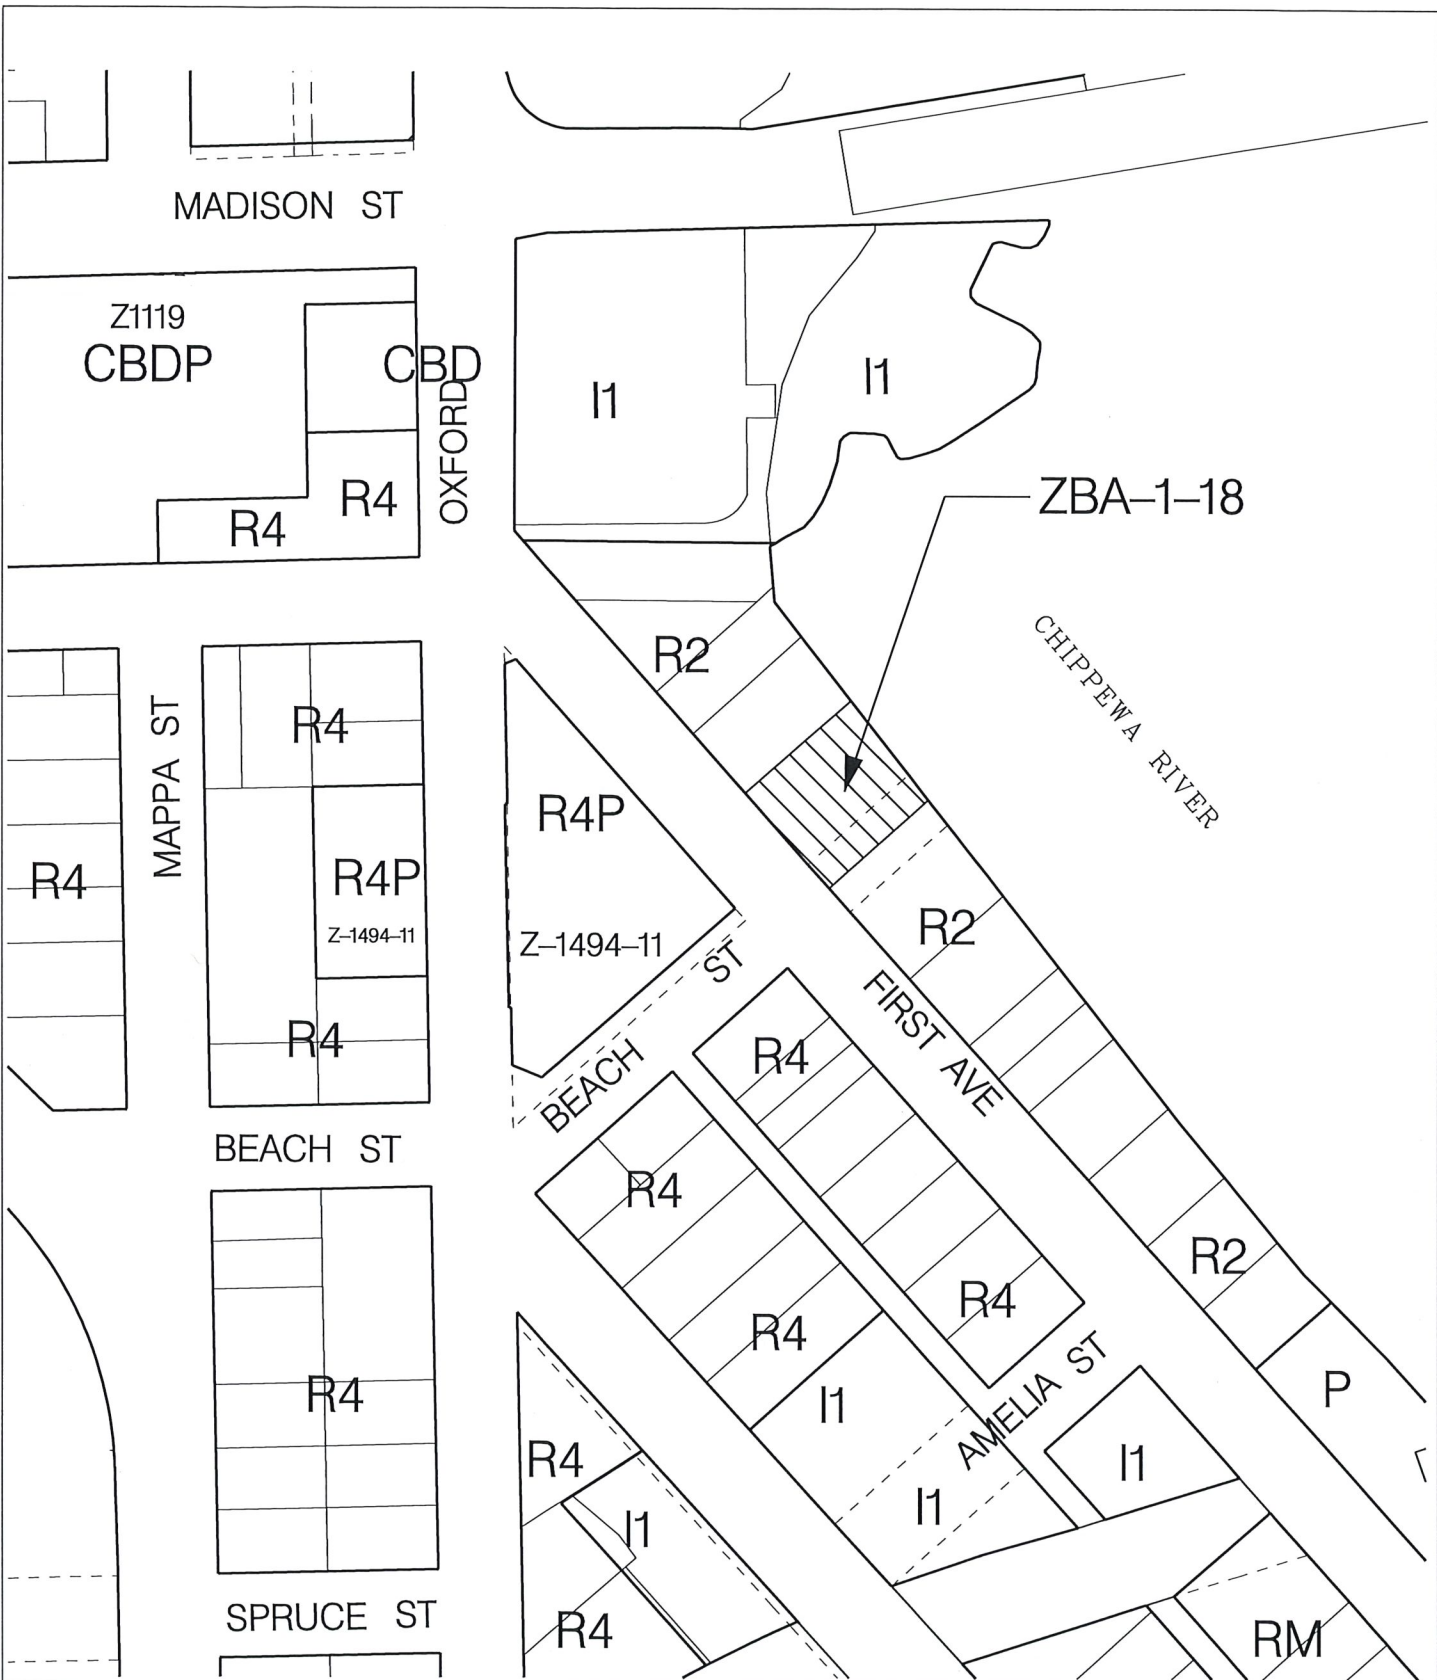 MADISON ST
Z1119
CBDP
CBD
OXFORD
I1
I1
R4
R4
ZBA–1–18
R2
CHIPPEWA RIVER
MAPPA ST
R4
R4P
R4
R4P
Z–1494–11
Z–1494–11
R2
BEACH ST
FIRST AVE
R4
R4
BEACH ST
R4
R4
R4
R2
R4
I1
AMELIA ST
P
R4
I1
I1
I1
R4
SPRUCE ST
RM